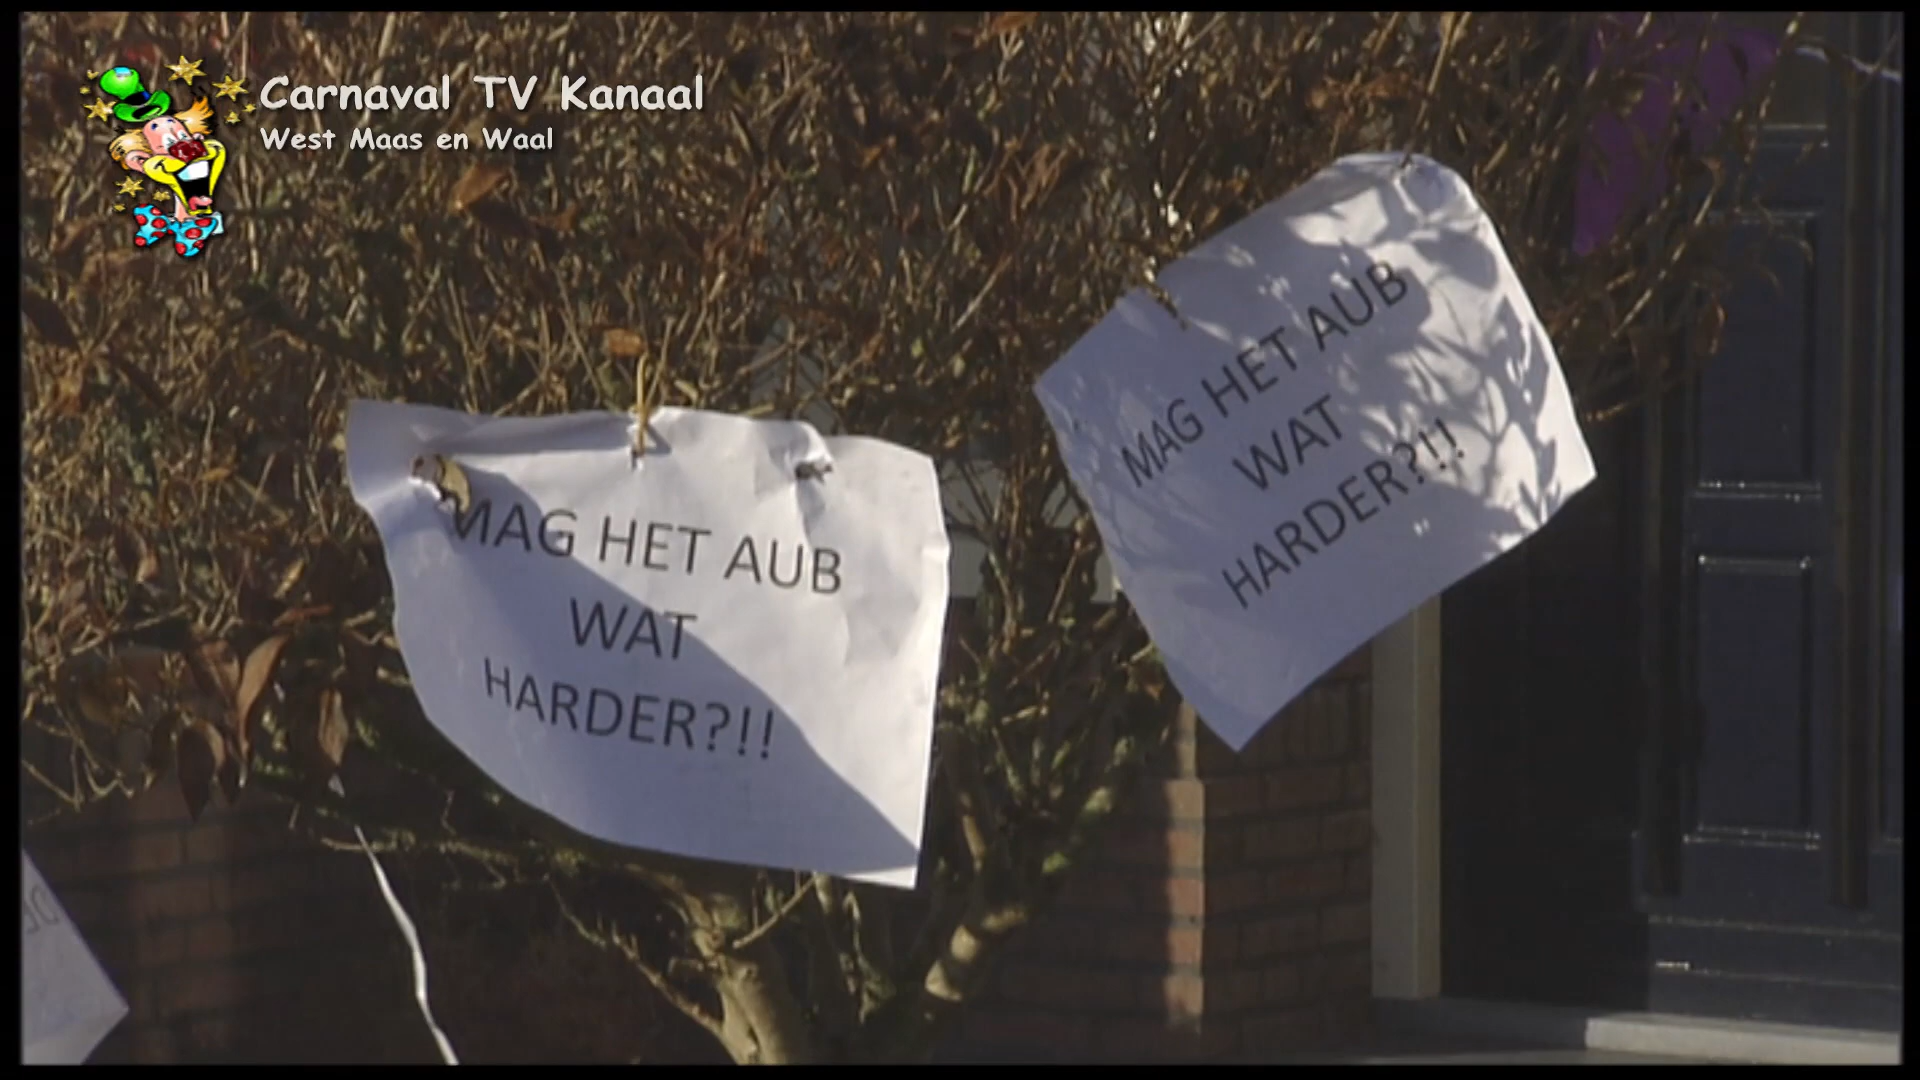 Carnaval TV Kanaal
West Maas en Waal
MAG HET AUB
WAT
HARDER?!!
MAG HET AUB
WAT
HARDER?!!